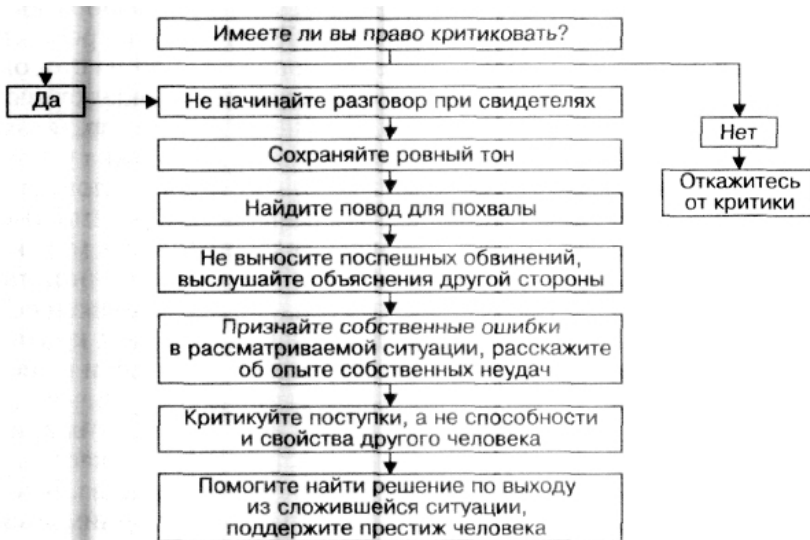 Имеете ли вы право критиковать?
Да
Не начинайте разговор при свидетелях
Нет
Сохраняйте ровный тон
Откажитесь
от критики
Найдите повод для похвалы
Не выносите поспешных обвинений,
выслушайте объяснения другой стороны
Признайте собственные ошибки
в рассматриваемой ситуации, расскажите
об опыте собственных неудач
Критикуйте поступки, а не способности
и свойства другого человека
Помогите найти решение по выходу
из сложившейся ситуации,
поддержите престиж человека